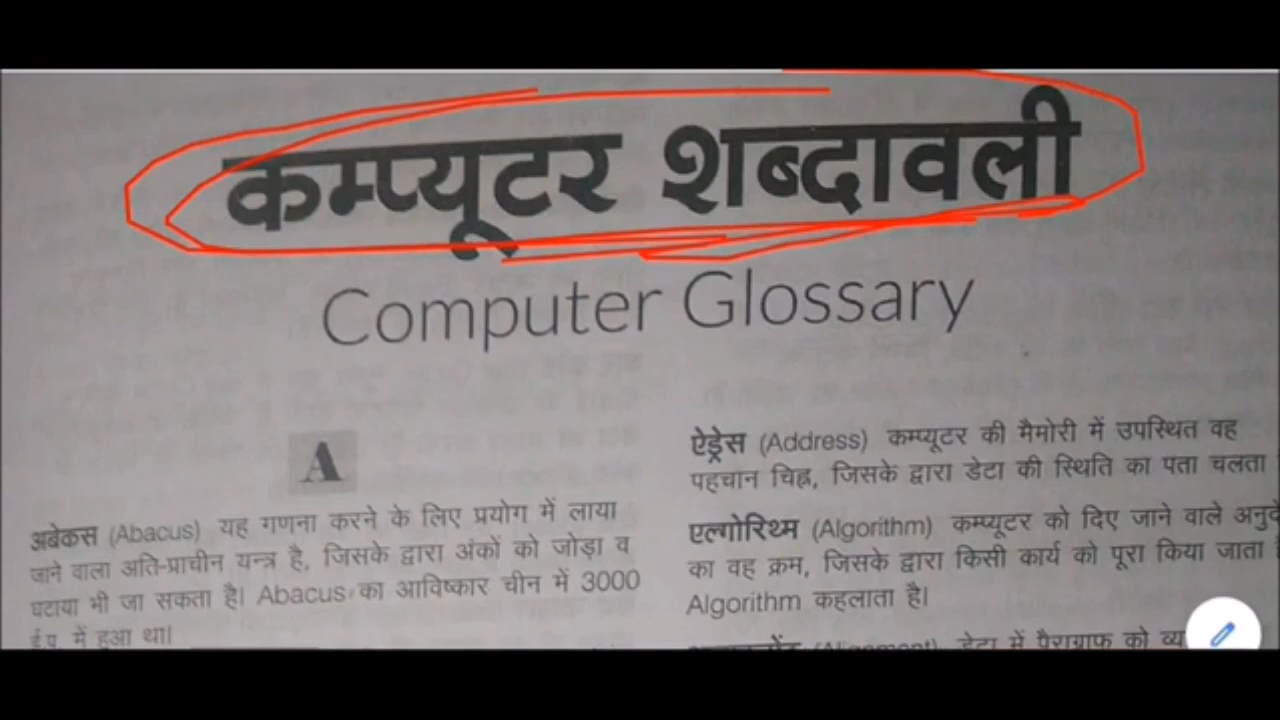 कम्प्यूटर शब्दावली
Computer Glossary
A
अबेकस (Abacus) यह गणना करने के लिए प्रयोग में लाया
जाने वाला अति-प्राचीन यन्त्र है, जिसके द्वारा अंकों को जोड़ा व
घटाया भी जा सकता है। Abacus का आविष्कार चीन में 3000
ई.पू. में हुआ था।
ऐड्रेस (Address) कम्प्यूटर की मैमोरी में उपस्थित वह
पहचान चिह्न, जिसके द्वारा डेटा की स्थिति का पता चलता
एल्गोरिथ्म (Algorithm) कम्प्यूटर को दिए जाने वाले
का वह क्रम, जिसके द्वारा किसी कार्य को पूरा किया जाता
Algorithm कहलाता है।
डेटा में पैराग्राफ को